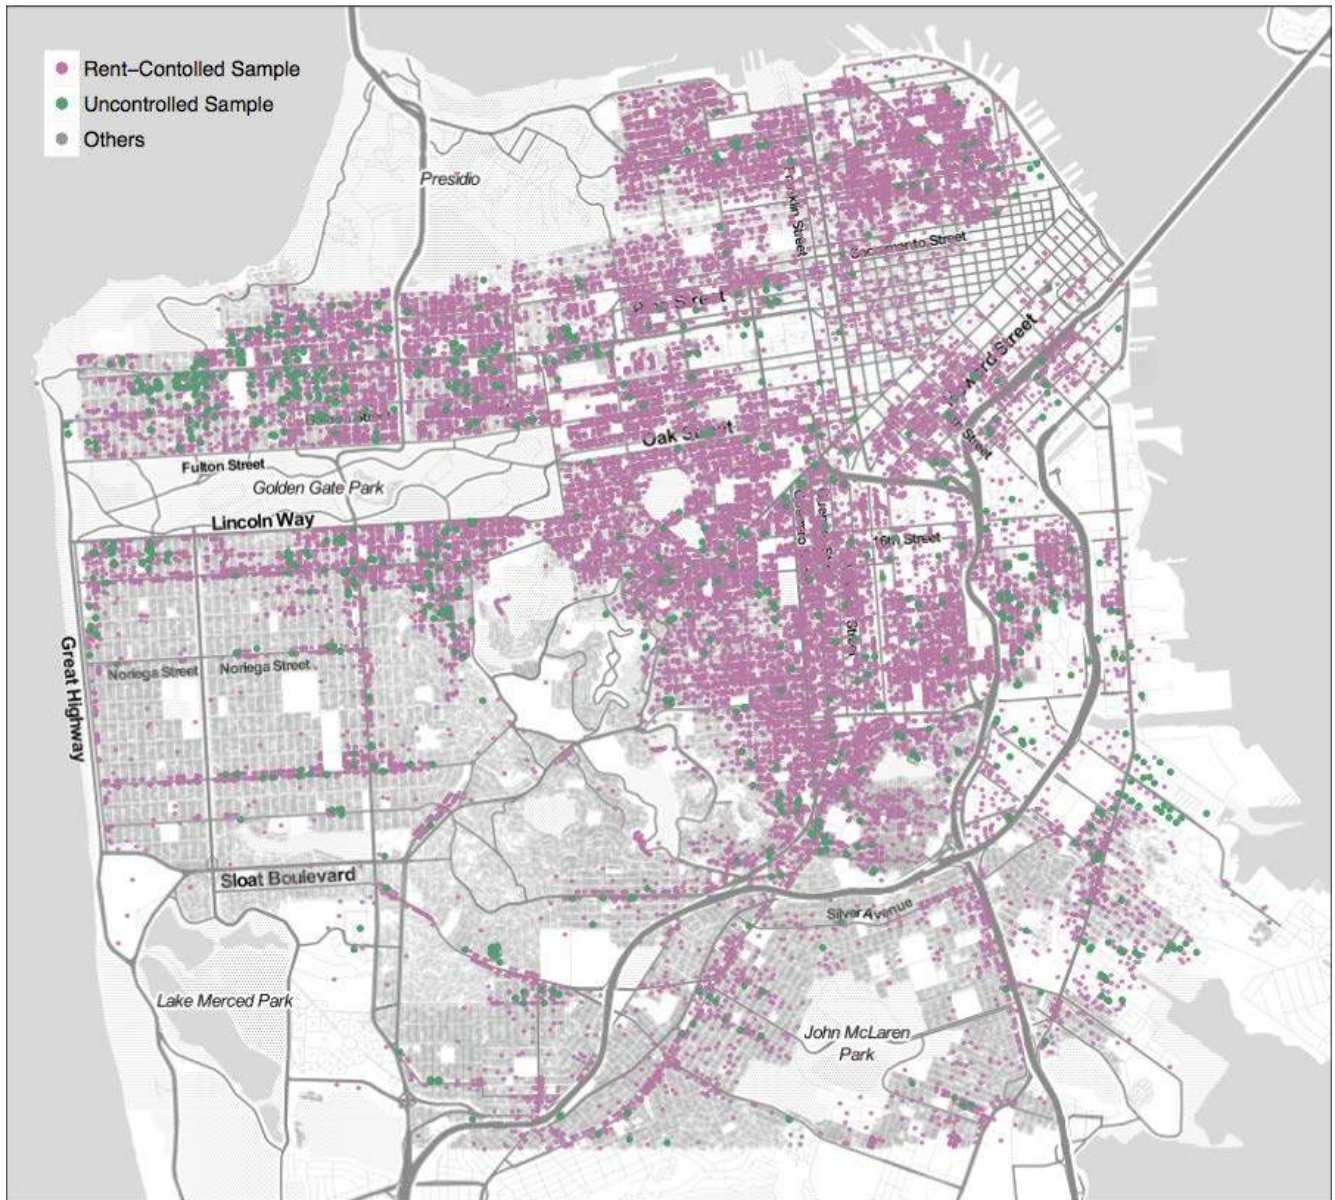 Rent–Contolled Sample
Uncontrolled Sample
Others
Presidio
Sacramento Street
Oak Street
Fulton Street
Golden Gate Park
Lincoln Way
16th Street
Great Highway
Noriega Street
Noriega Street
Sloat Boulevard
Silver Avenue
Lake Merced Park
John McLaren
Park